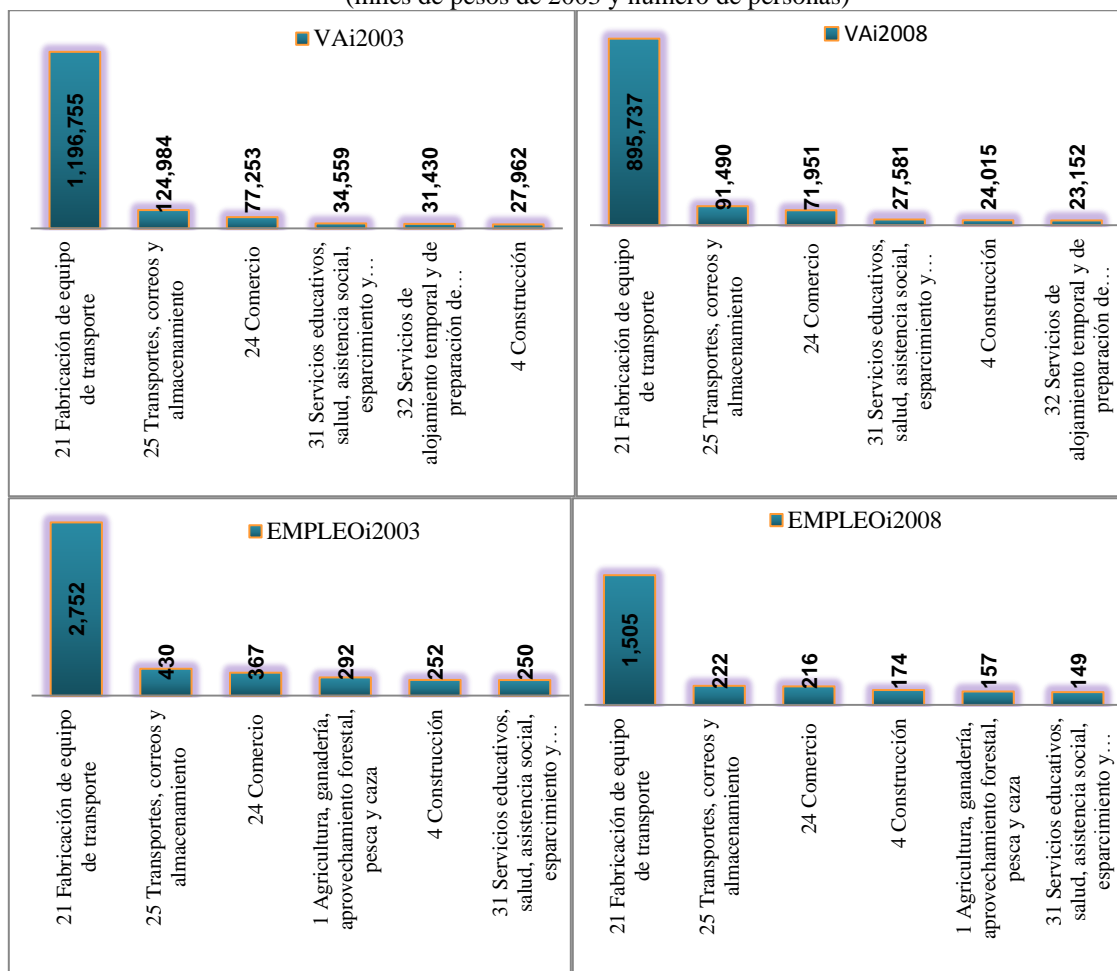 (miles de pesos de 2003 y número de personas)
VAi2003
1,196,755
124,984
77,253
34,559
31,430
27,962
21 Fabricación de equipo
de transporte
25 Transportes, correos y
almacenamiento
24 Comercio
31 Servicios educativos,
salud, asistencia social,
esparcimiento y…
32 Servicios de
alojamiento temporal y de
preparación de…
4 Construcción
VAi2008
895,737
91,490
71,951
27,581
24,015
23,152
21 Fabricación de equipo
de transporte
25 Transportes, correos y
almacenamiento
24 Comercio
31 Servicios educativos,
salud, asistencia social,
esparcimiento y…
4 Construcción
32 Servicios de
alojamiento temporal y de
preparación de…
EMPLEOi2003
2,752
430
367
292
252
250
21 Fabricación de equipo
de transporte
25 Transportes, correos y
almacenamiento
24 Comercio
1 Agricultura, ganadería,
aprovechamiento forestal,
pesca y caza
4 Construcción
31 Servicios educativos,
salud, asistencia social,
esparcimiento y…
EMPLEOi2008
1,505
222
216
174
157
149
21 Fabricación de equipo
de transporte
25 Transportes, correos y
almacenamiento
24 Comercio
4 Construcción
1 Agricultura, ganadería,
aprovechamiento forestal,
pesca y caza
31 Servicios educativos,
salud, asistencia social,
esparcimiento y…